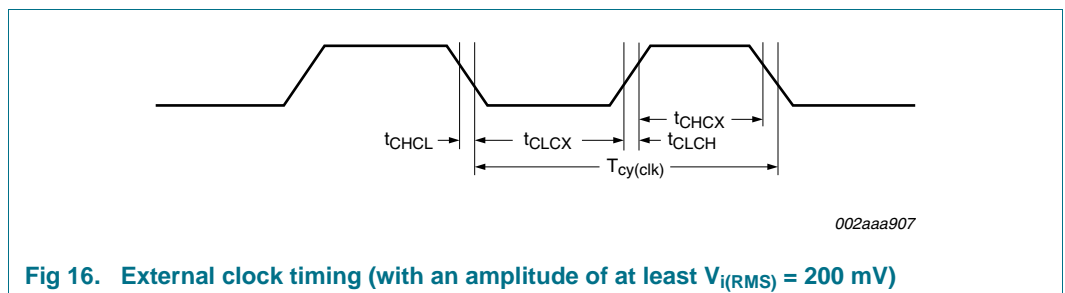 tCHCX
tCHCL
tCLCX
tCLCH
Tcy(clk)
002aaa907
Fig 16. External clock timing (with an amplitude of at least Vi(RMS) = 200 mV)